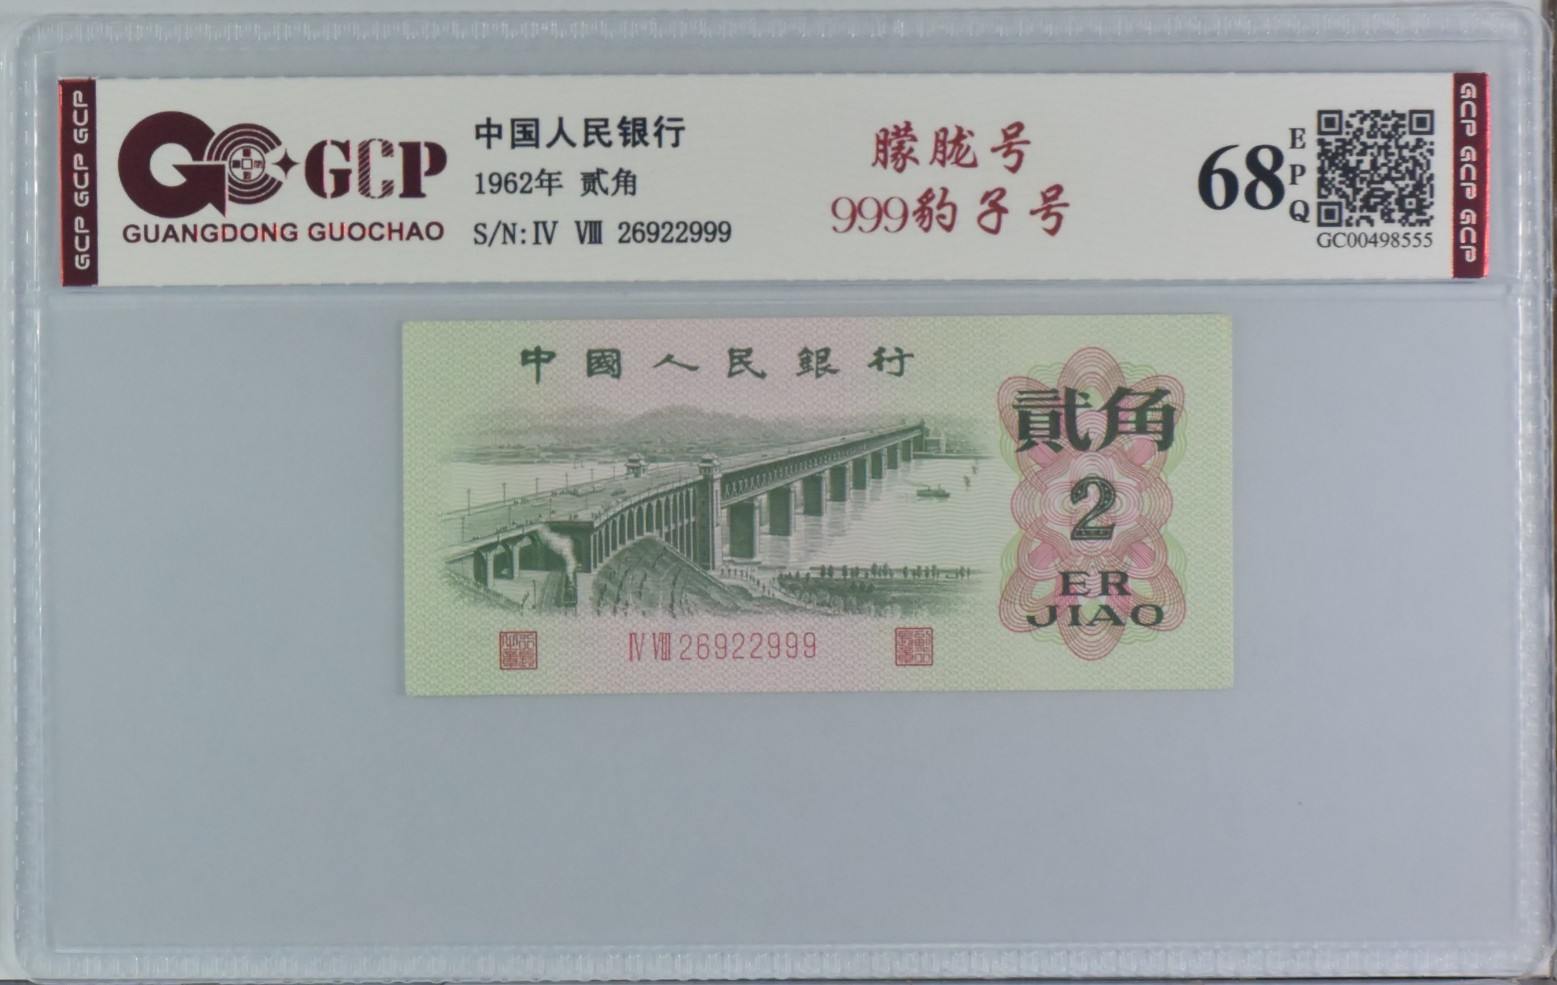 GCP GCP GCP
GCP
GUANGDONG GUOCHAO
中国人民银行
1962年 贰角
S/N:Ⅳ Ⅷ 26922999
朦胧号
999豹子号
68
EPQ
GC00498555
GCP GCP GCP
中國人民銀行
貳角
2
ER
JIAO
Ⅳ Ⅷ 26922999